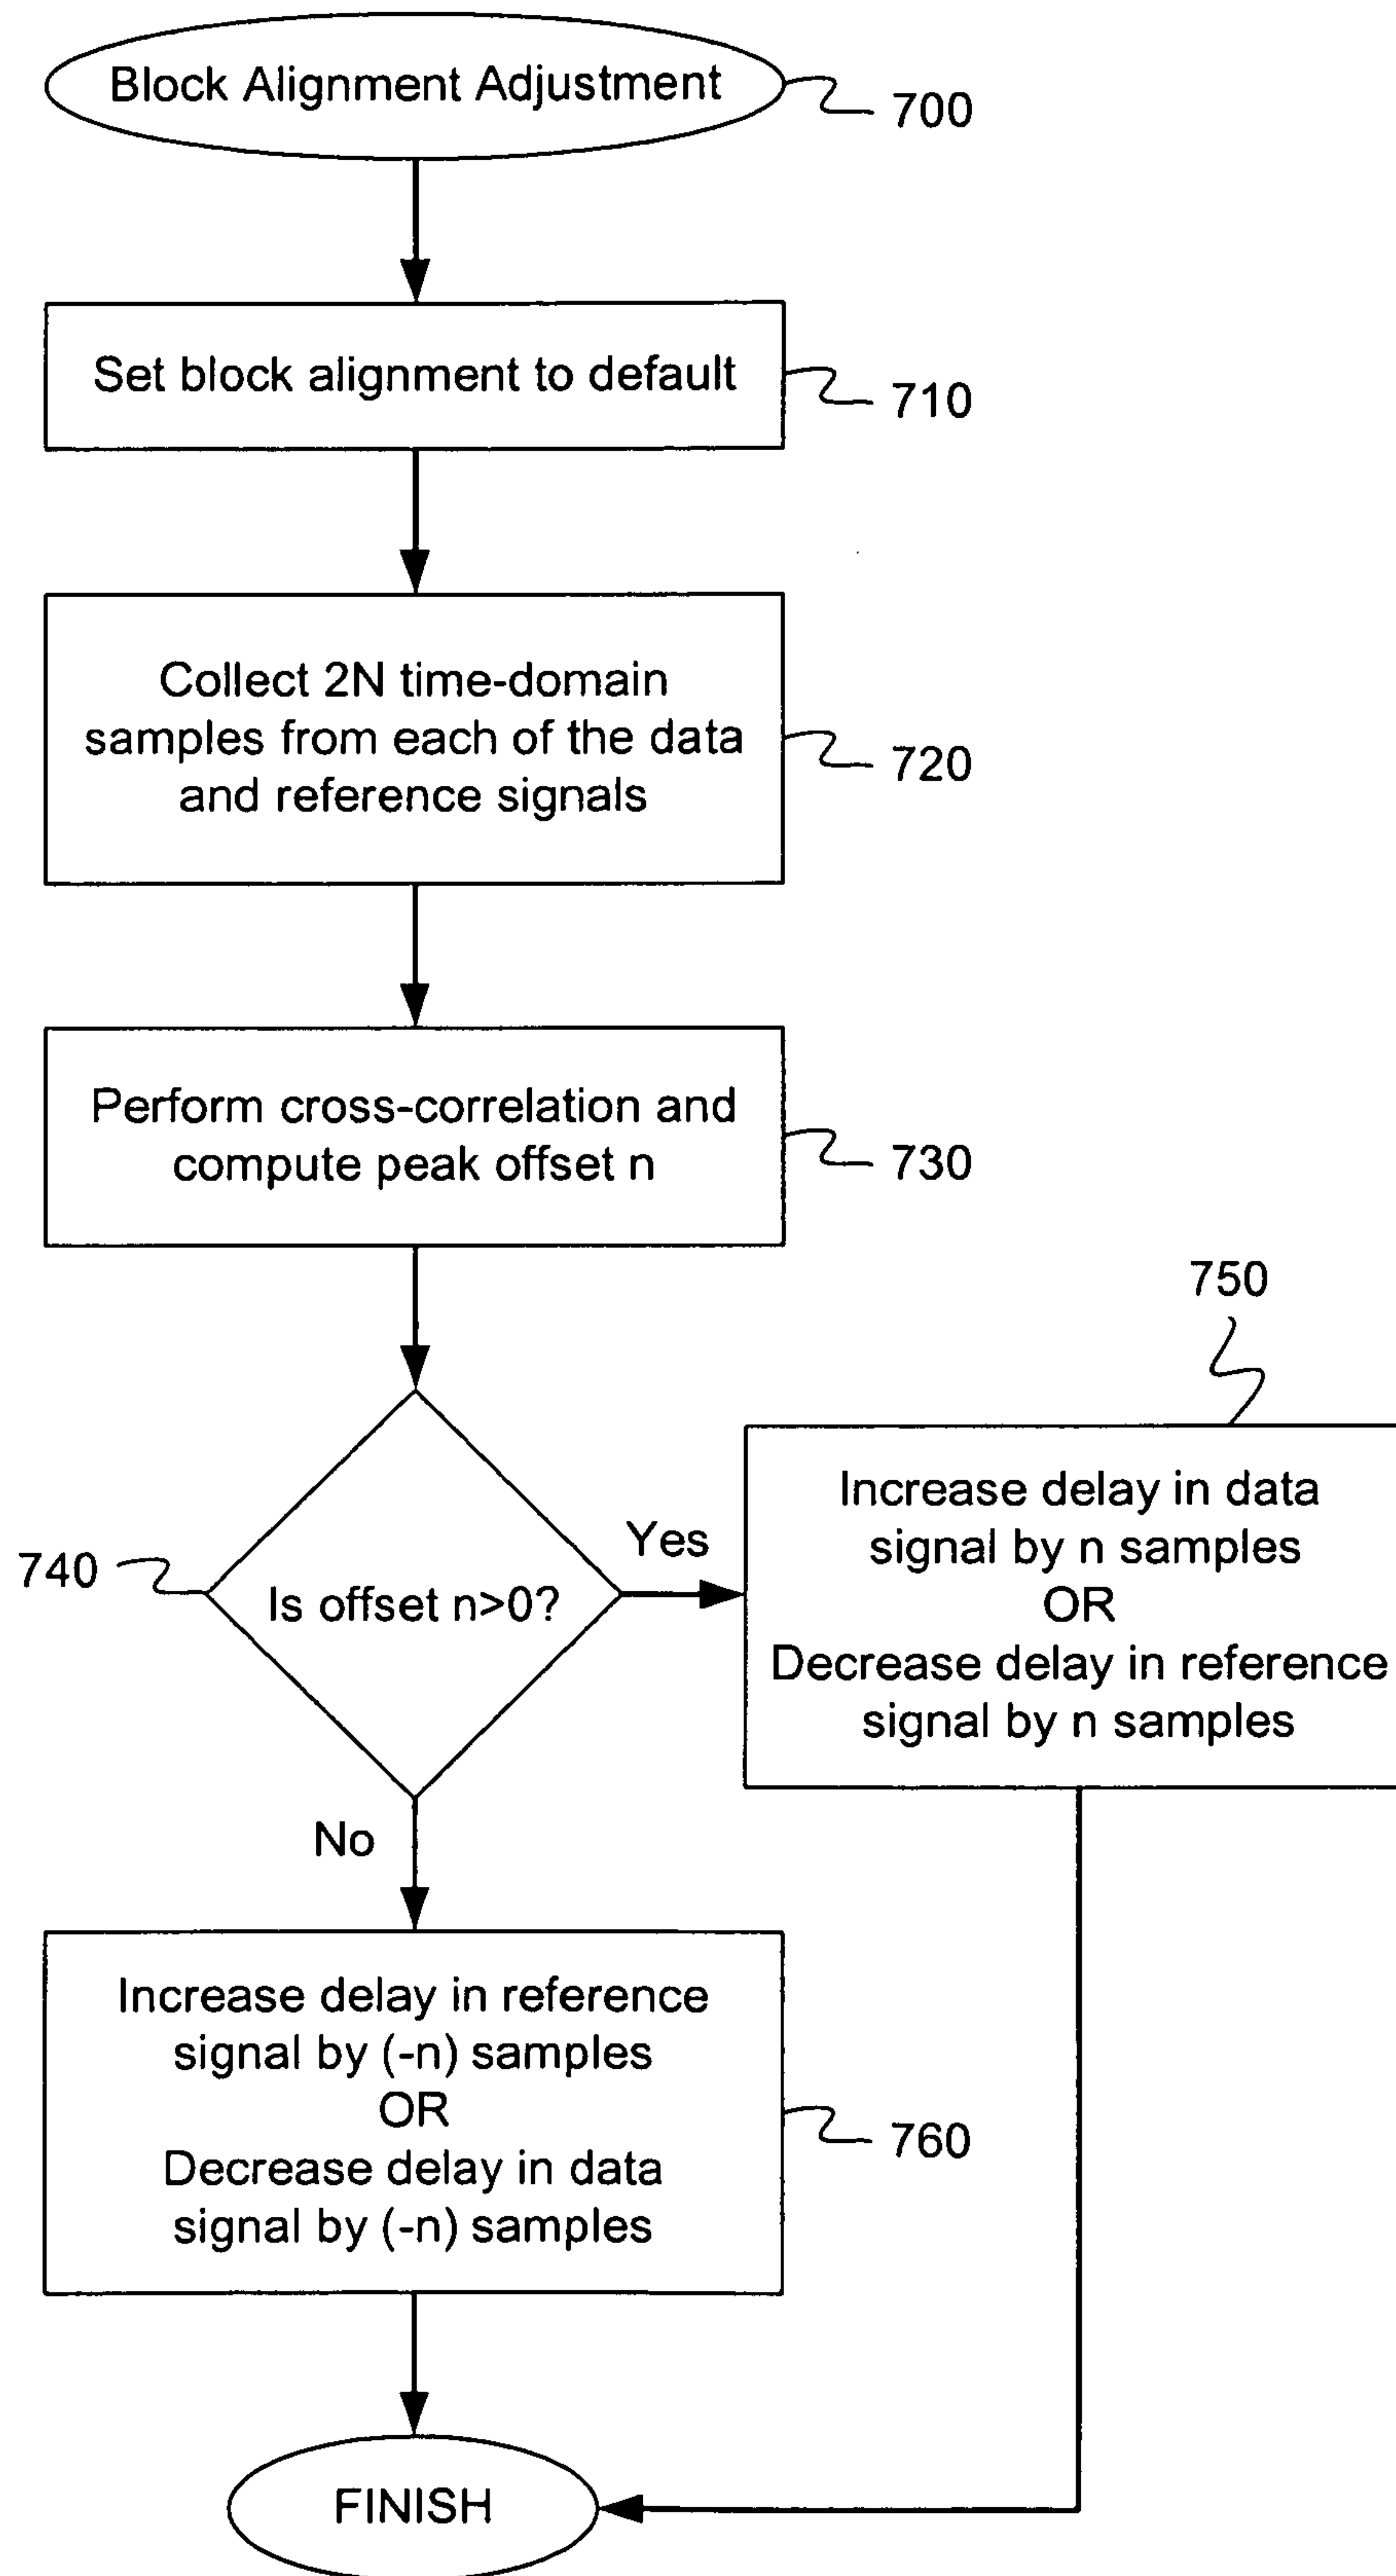 Block Alignment Adjustment
700
Set block alignment to default
710
Collect 2N time-domain
samples from each of the data
and reference signals
720
Perform cross-correlation and
compute peak offset n
730
740
Is offset n>0?
Yes
No
750
Increase delay in data
signal by n samples
OR
Decrease delay in reference
signal by n samples
Increase delay in reference
signal by (-n) samples
OR
Decrease delay in data
signal by (-n) samples
760
FINISH